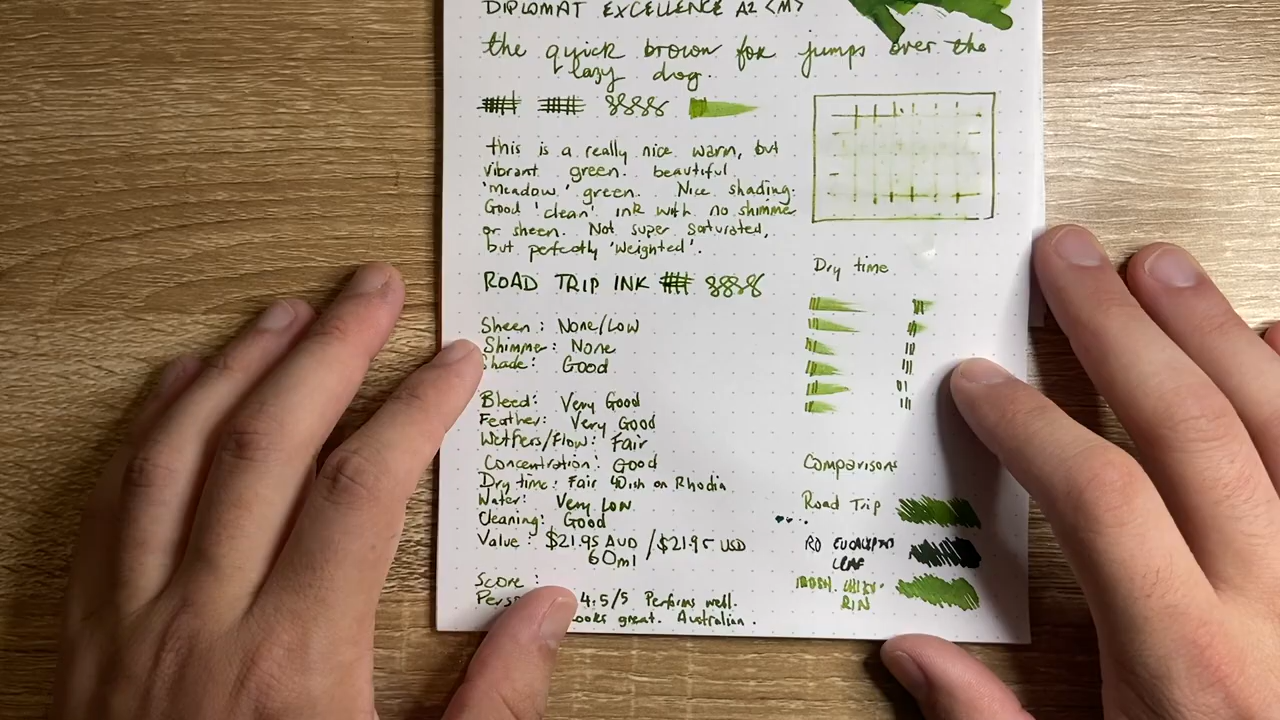 DIPLOMAT EXCELLENCE A2 <M>
the quick brown fox jumps over the
lazy dog.
this is a really nice warm, but
vibrant green. beautiful
'meadow' green. Nice shading.
Good 'clean' ink with no shimmer
or sheen. Not super saturated,
but perfectly 'weighted'.
ROAD TRIP INK
Sheen: None/Low
Shimmer: None
Shade: Good
Bleed: Very Good
Feather: Very Good
Wetness/Flow: Fair
Concentration: Good
Dry time: Fair 40ish on Rhodia
Water: Very Low
Cleaning: Good
Value: $21.95 AUD / $21.95 USD
60ml
Score:
4.5/5 Performs well.
looks great. Australian.
Dry time
Comparisons
Road Trip
RO EUCALYPTUS
LEAF
RIN